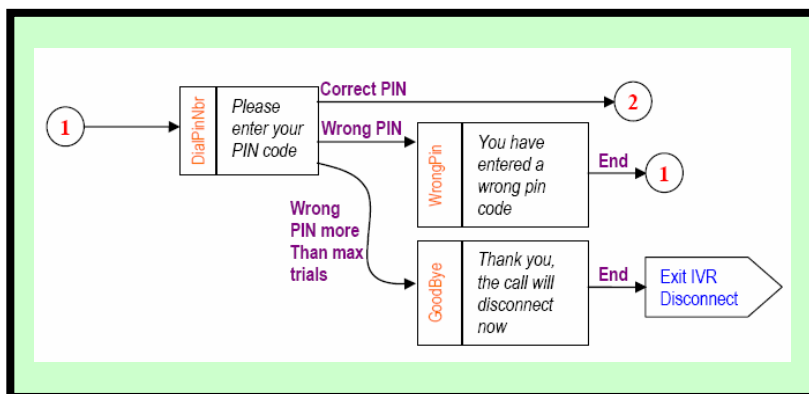 1
DialPinNbr
Please
enter your
PIN code
Correct PIN
2
Wrong PIN
WrongPin
You have
entered a
wrong pin
code
End
1
Wrong
PIN more
Than max
trials
GoodBye
Thank you,
the call will
disconnect
now
End
Exit IVR
Disconnect